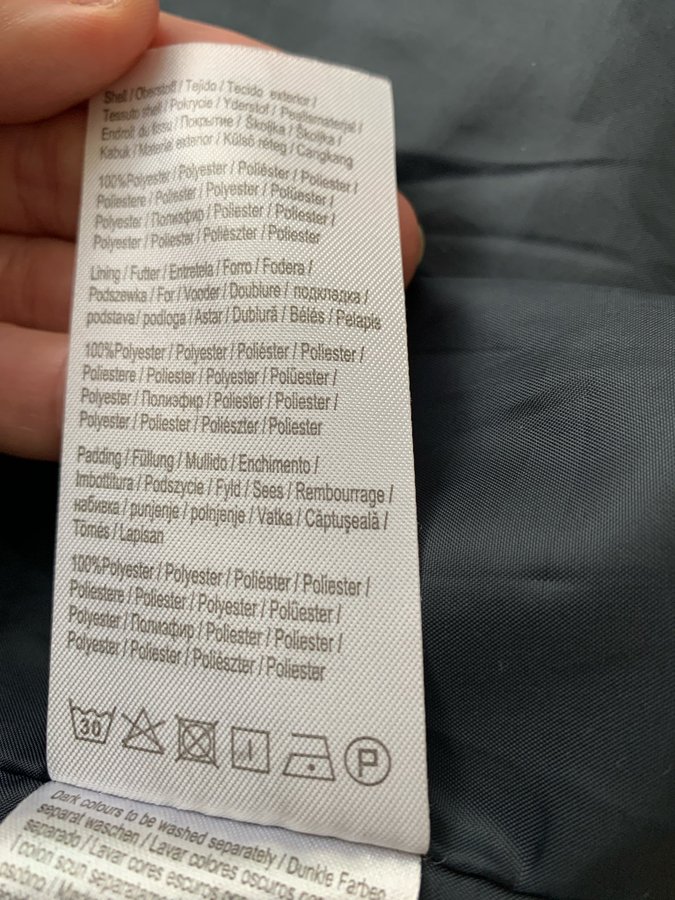 Shell / Oberstoff / Tejido / Tecido exterior /
Tessuto shell / Pokrycie / Yderstof / Peallismaterjal /
Endroit du tissu / Покрытие / Školjka / Školjka /
Kabuk / Material exterior / Külső réteg / Cangkang
100%Polyester / Polyester / Poliéster / Poliester /
Poliestere / Poliester / Polyester / Polüester /
Polyester / Полиэфир / Poliester / Poliester /
Polyester / Poliester / Poliészter / Poliester
Lining / Futter / Entretela / Forro / Fodera /
Podszewka / For / Vooder / Doublure / подкладка /
podstava / podloga / Astar / Dublură / Bélés / Pelapis
100%Polyester / Polyester / Poliéster / Poliester /
Poliestere / Poliester / Polyester / Polüester /
Polyester / Полиэфир / Poliester / Poliester /
Polyester / Poliester / Poliészter / Poliester
Padding / Füllung / Mullido / Enchimento /
Imbottitura / Podszycie / Fyld / Sees / Rembourrage /
набивка / punjenje / polnjenje / Vatka / Căptușeală /
Tömés / Lapisan
100%Polyester / Polyester / Poliéster / Poliester /
Poliestere / Poliester / Polyester / Polüester /
Polyester / Полиэфир / Poliester / Poliester /
Polyester / Poliester / Poliészter / Poliester
30 P
Dark colours to be washed separately / Dunkle Farben
separat waschen / Lavar colores oscuros por
separado / Lavar cores escuras
/ colori scuri separatamente